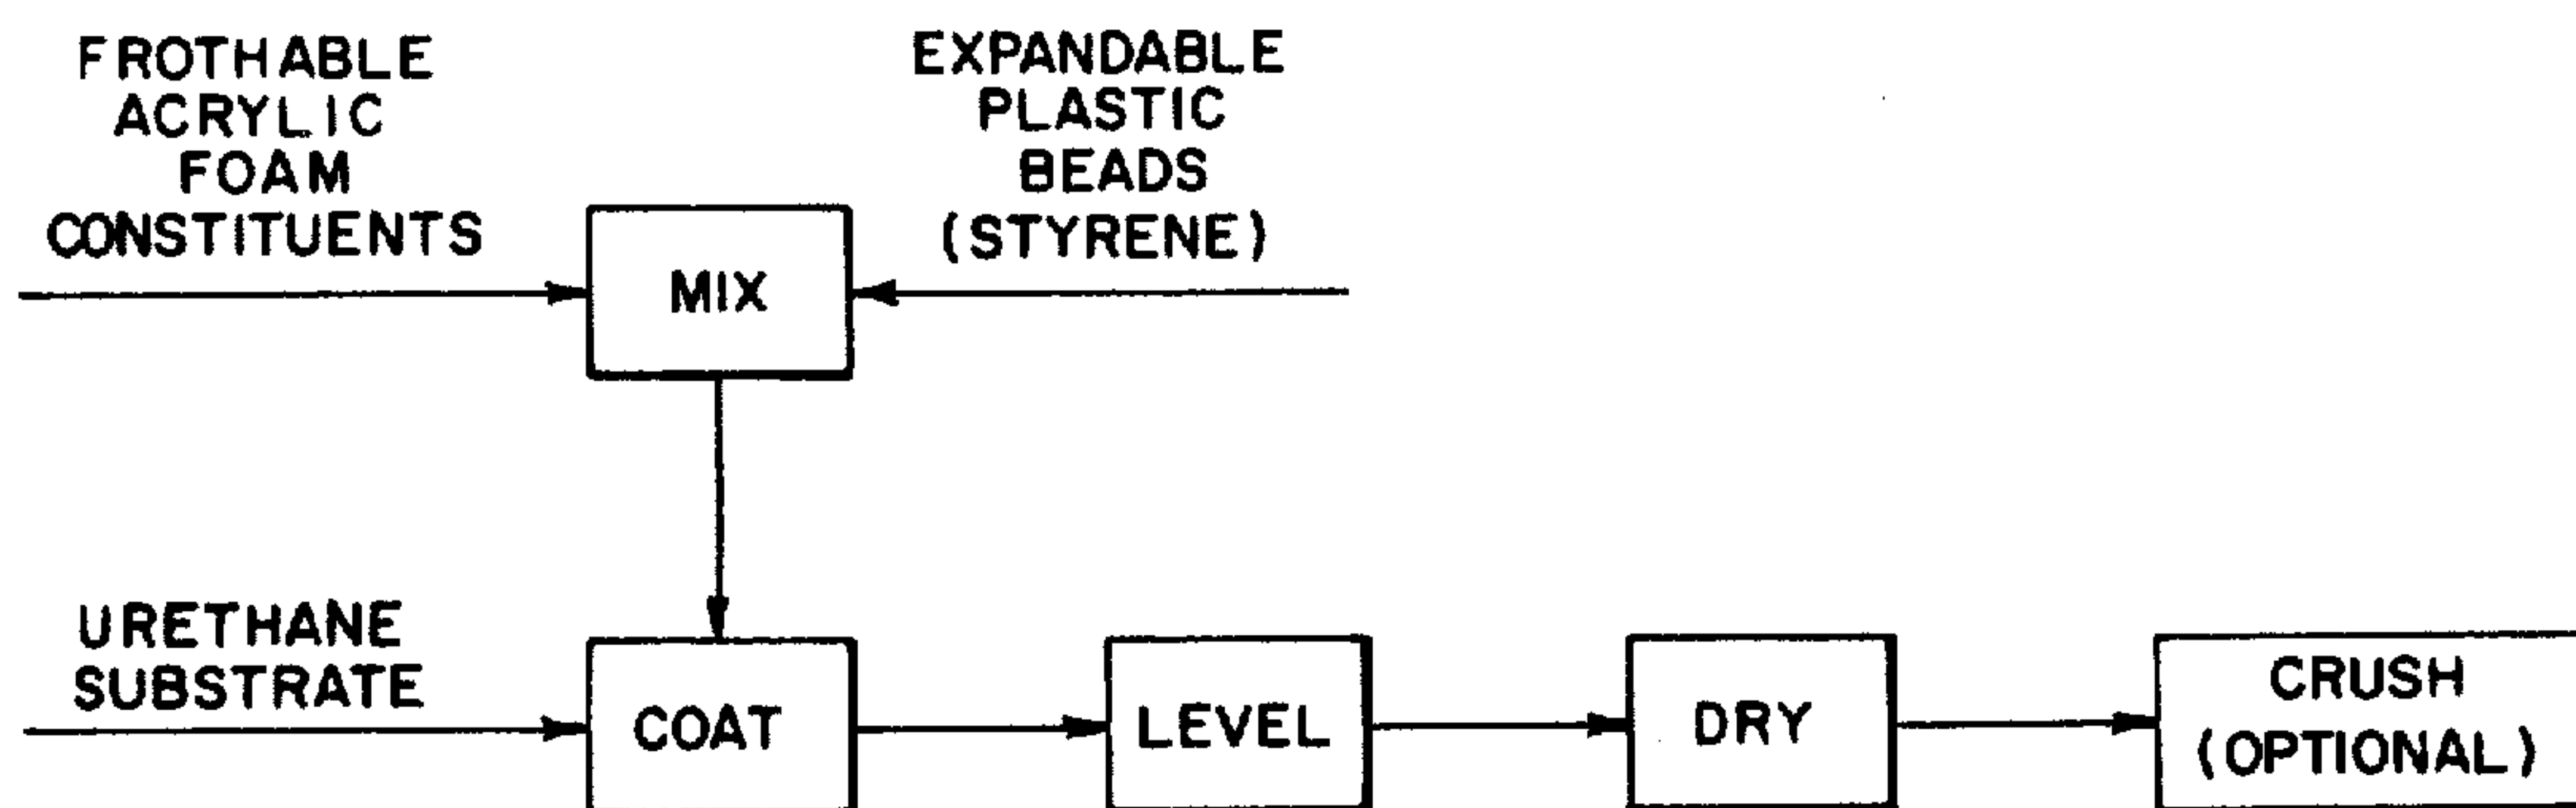 FROTHABLE
ACRYLIC
FOAM
CONSTITUENTS
EXPANDABLE
PLASTIC
BEADS
(STYRENE)
MIX
URETHANE
SUBSTRATE
COAT
LEVEL
DRY
CRUSH
(OPTIONAL)